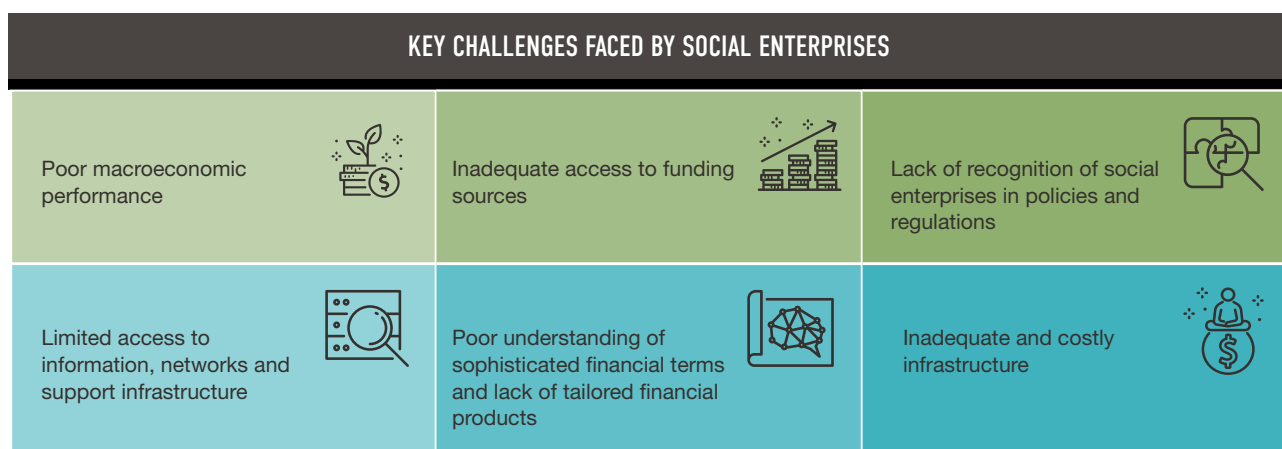 KEY CHALLENGES FACED BY SOCIAL ENTERPRISES
Poor macroeconomic
performance
Inadequate access to funding
sources
Lack of recognition of social
enterprises in policies and
regulations
Limited access to
information, networks and
support infrastructure
Poor understanding of
sophisticated financial terms
and lack of tailored financial
products
Inadequate and costly
infrastructure